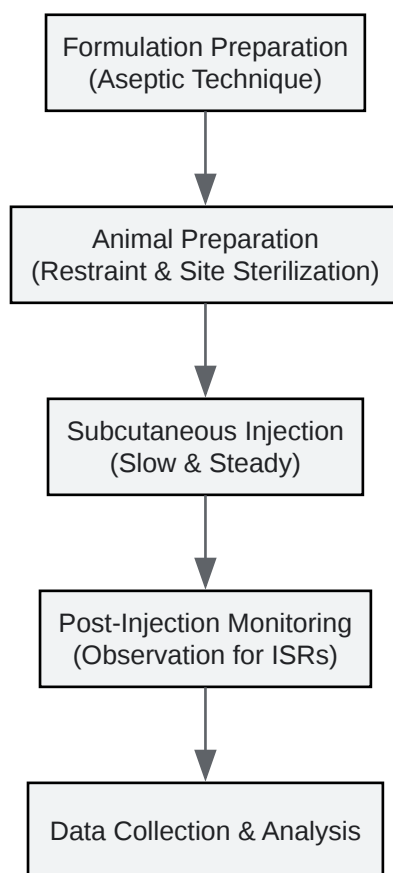 Formulation Preparation
(Aseptic Technique)
Animal Preparation
(Restraint & Site Sterilization)
Subcutaneous Injection
(Slow & Steady)
Post-Injection Monitoring
(Observation for ISRs)
Data Collection & Analysis